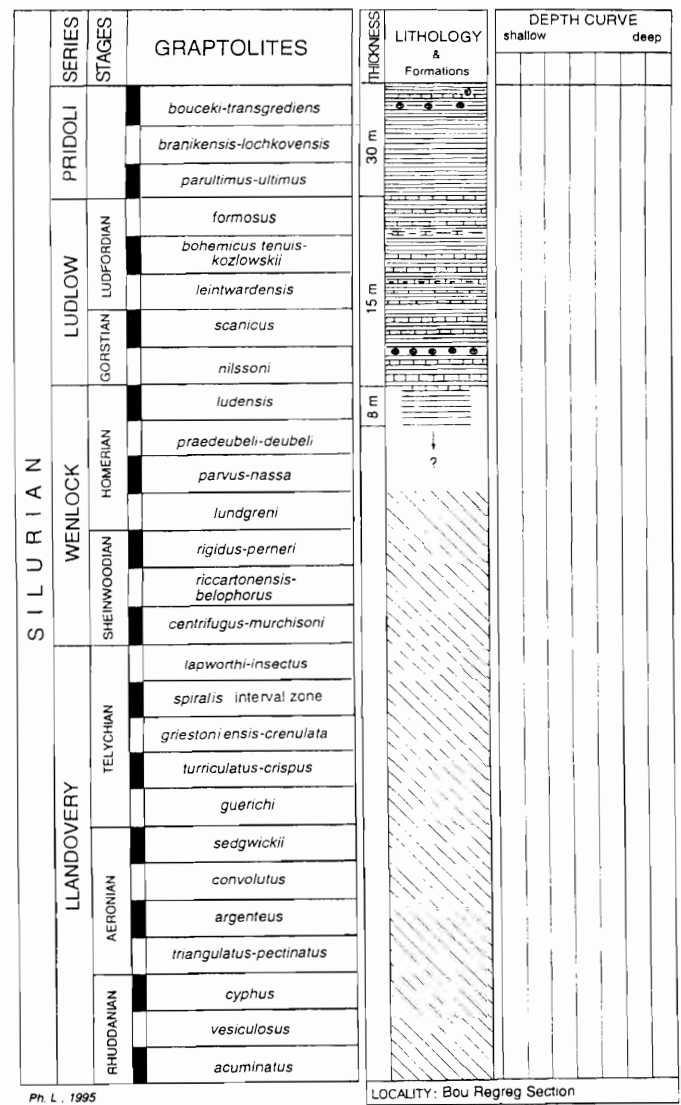 SERIES
STAGES
GRAPTOLITES
THICKNESS
LITHOLOGY
&
Formations
DEPTH CURVE
shallow deep
SILURIAN
PRIDOLI
bouceki-transgrediens
branikensis-lochkovensis
parultimus-ultimus
30 m
LUDLOW
LUDFORDIAN
formosus
bohemicus tenuis-
kozlowskii
leintwardensis
GORSTIAN
scanicus
nilssoni
15 m
WENLOCK
HOMERIAN
ludensis
praedeubeli-deubeli
parvus-nassa
lundgreni
8 m
?
SHEINWOODIAN
rigidus-perneri
riccartonensis-
belophorus
centrifugus-murchisoni
LLANDOVERY
TELYCHIAN
lapworthi-insectus
spiralis interval zone
griestoniensis-crenulata
turriculatus-crispus
guerichi
AERONIAN
sedgwickii
convolutus
argenteus
triangulatus-pectinatus
RHUDDANIAN
cyphus
vesiculosus
acuminatus
Ph. L., 1995
LOCALITY: Bou Regreg Section